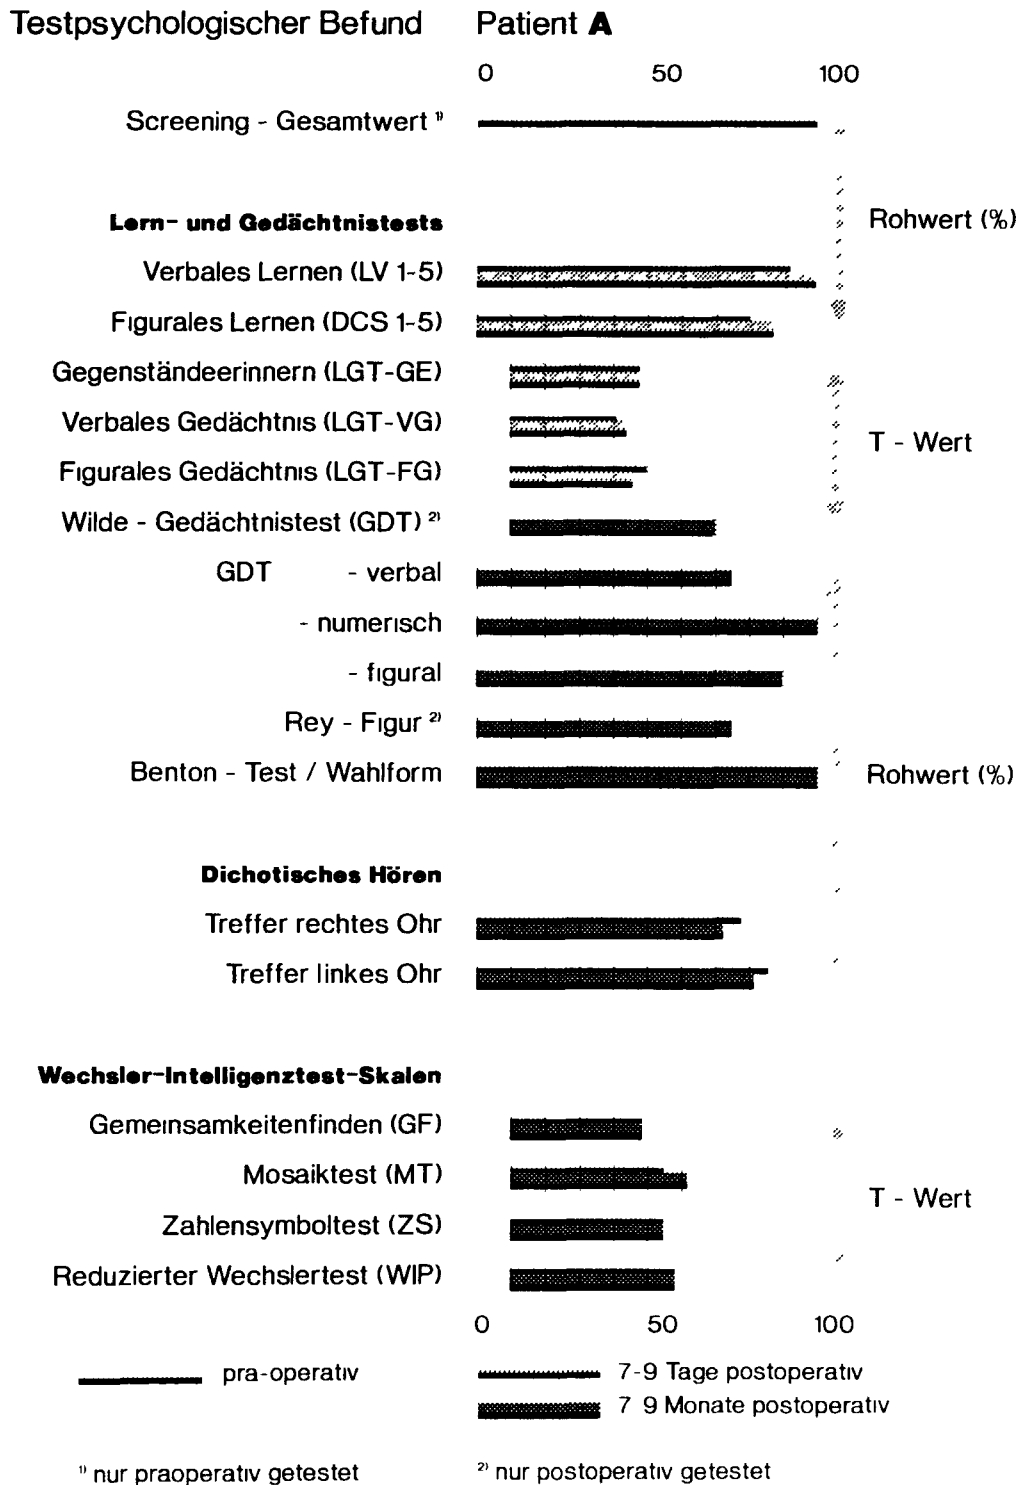 Testpsychologischer Befund Patient A
0 50 100
Screening - Gesamtwert ¹⁾
Lern- und Gedächtnistests
Rohwert (%)
Verbales Lernen (LV 1-5)
Figurales Lernen (DCS 1-5)
Gegenständeerinnern (LGT-GE)
Verbales Gedächtnis (LGT-VG)
T - Wert
Figurales Gedächtnis (LGT-FG)
Wilde - Gedächtnistest (GDT) ²⁾
GDT - verbal
- numerisch
- figural
Rey - Figur ²⁾
Benton - Test / Wahlform
Rohwert (%)
Dichotisches Hören
Treffer rechtes Ohr
Treffer linkes Ohr
Wechsler-Intelligenztest-Skalen
Gemeinsamkeitenfinden (GF)
Mosaiktest (MT)
T - Wert
Zahlensymboltest (ZS)
Reduzierter Wechslertest (WIP)
0 50 100
pra-operativ
7-9 Tage postoperativ
7 9 Monate postoperativ
¹⁾ nur praoperativ getestet
²⁾ nur postoperativ getestet